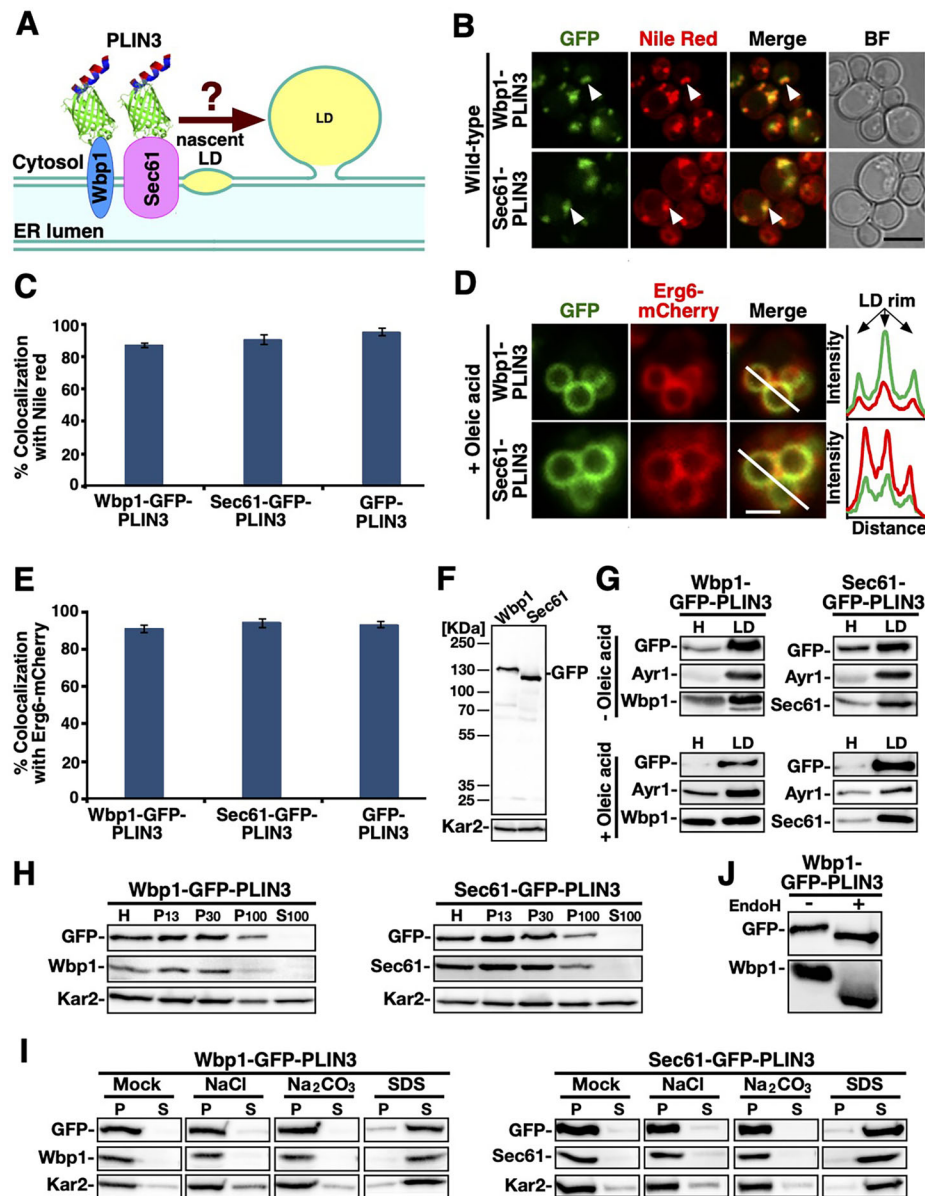 A
PLIN3
?
nascent
LD
LD
Cytosol
Wbp1
Sec61
ER lumen
B
GFP
Nile Red
Merge
BF
Wild-type
Wbp1-
PLIN3
Sec61-
PLIN3
C
% Colocalization
with Nile red
100
80
60
40
20
0
Wbp1-GFP-
PLIN3
Sec61-GFP-
PLIN3
GFP-
PLIN3
D
GFP
Erg6-
mCherry
Merge
LD rim
+ Oleic acid
Wbp1-
PLIN3
Sec61-
PLIN3
Intensity
Intensity
Distance
E
% Colocalization
with Erg6-mCherry
100
80
60
40
20
0
Wbp1-GFP-
PLIN3
Sec61-GFP-
PLIN3
GFP-
PLIN3
F
Wbp1
Sec61
[KDa]
250
130
100
70
55
35
25
-GFP
Kar2-
G
Wbp1-
GFP-PLIN3
Sec61-
GFP-PLIN3
H LD
H LD
- Oleic acid
GFP-
Ayr1-
Wbp1-
GFP-
Ayr1-
Sec61-
H LD
H LD
+ Oleic acid
GFP-
Ayr1-
Wbp1-
GFP-
Ayr1-
Sec61-
H
Wbp1-GFP-PLIN3
H P13 P30 P100 S100
GFP-
Wbp1-
Kar2-
Sec61-GFP-PLIN3
H P13 P30 P100 S100
GFP-
Sec61-
Kar2-
J
Wbp1-
GFP-PLIN3
EndoH - +
GFP-
Wbp1-
I
Wbp1-GFP-PLIN3
Mock NaCl Na2CO3 SDS
P S P S P S P S
GFP-
Wbp1-
Kar2-
Sec61-GFP-PLIN3
Mock NaCl Na2CO3 SDS
P S P S P S P S
GFP-
Sec61-
Kar2-